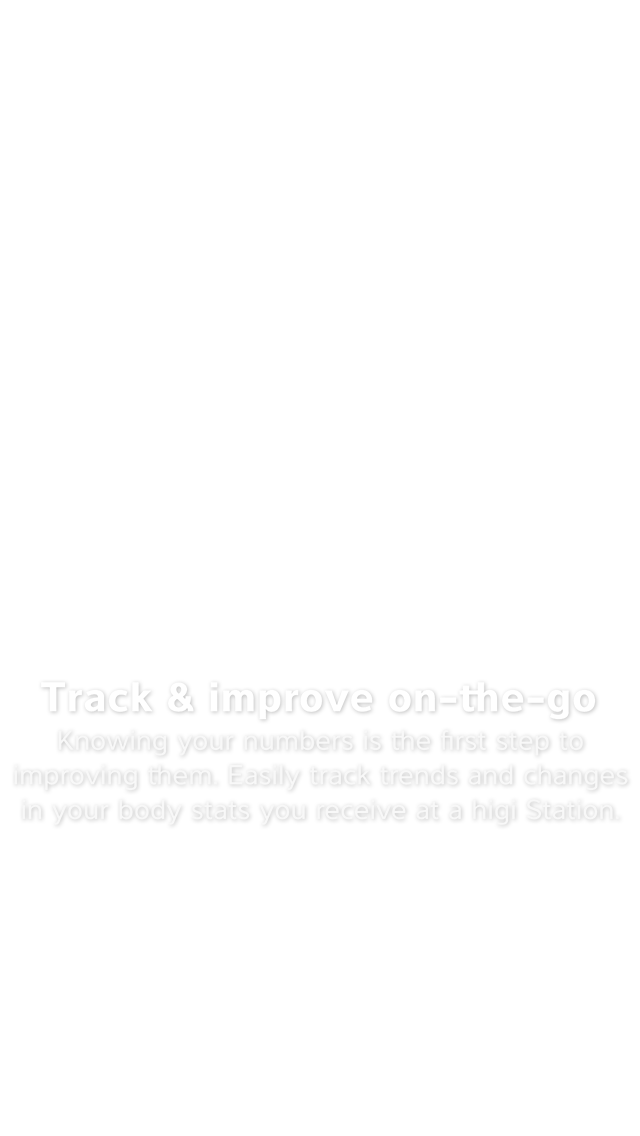 Track & improve on-the-go
Knowing your numbers is the first step to
improving them. Easily track trends and changes
in your body stats you receive at a higi Station.